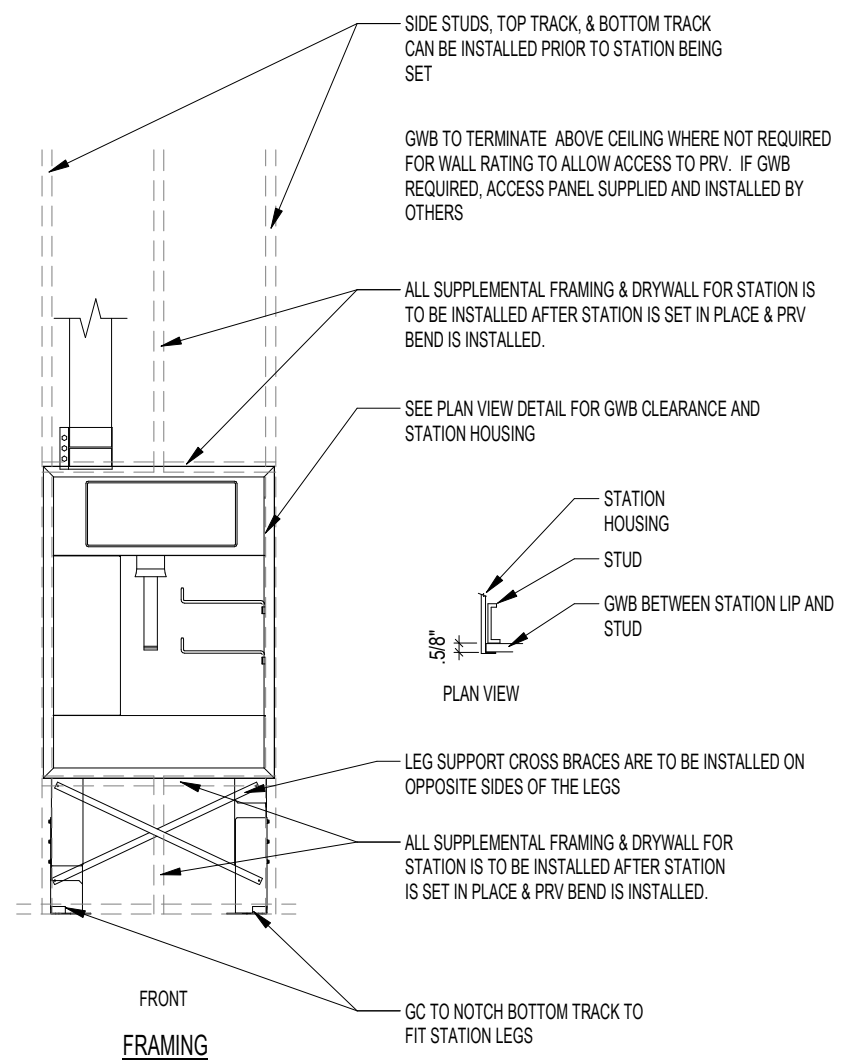 SIDE STUDS, TOP TRACK, & BOTTOM TRACK
CAN BE INSTALLED PRIOR TO STATION BEING
SET
GWB TO TERMINATE ABOVE CEILING WHERE NOT REQUIRED
FOR WALL RATING TO ALLOW ACCESS TO PRV. IF GWB
REQUIRED, ACCESS PANEL SUPPLIED AND INSTALLED BY
OTHERS
ALL SUPPLEMENTAL FRAMING & DRYWALL FOR STATION IS
TO BE INSTALLED AFTER STATION IS SET IN PLACE & PRV
BEND IS INSTALLED.
SEE PLAN VIEW DETAIL FOR GWB CLEARANCE AND
STATION HOUSING
STATION
HOUSING
STUD
GWB BETWEEN STATION LIP AND
STUD
.5/8"
PLAN VIEW
LEG SUPPORT CROSS BRACES ARE TO BE INSTALLED ON
OPPOSITE SIDES OF THE LEGS
ALL SUPPLEMENTAL FRAMING & DRYWALL FOR
STATION IS TO BE INSTALLED AFTER STATION
IS SET IN PLACE & PRV BEND IS INSTALLED.
GC TO NOTCH BOTTOM TRACK TO
FIT STATION LEGS
FRONT
FRAMING